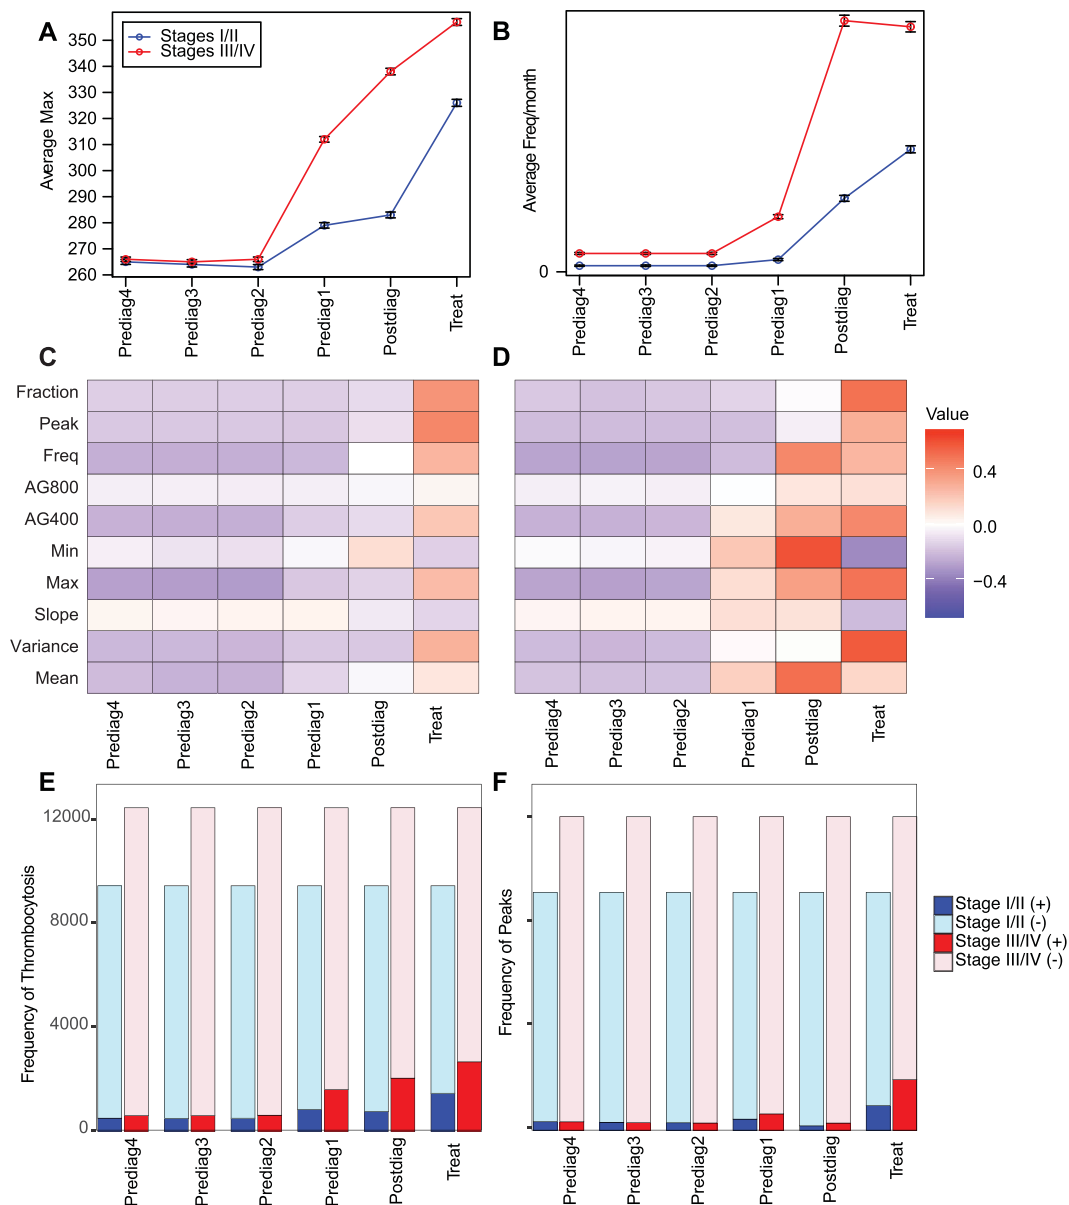 A
Stages I/II
Stages III/IV
Average Max
350
340
330
320
310
300
290
280
270
260
Prediag4
Prediag3
Prediag2
Prediag1
Postdiag
Treat
B
Average Freq/month
0
Prediag4
Prediag3
Prediag2
Prediag1
Postdiag
Treat
C
Fraction
Peak
Freq
AG800
AG400
Min
Max
Slope
Variance
Mean
Prediag4
Prediag3
Prediag2
Prediag1
Postdiag
Treat
D
Prediag4
Prediag3
Prediag2
Prediag1
Postdiag
Treat
Value
0.4
0.0
−0.4
E
Frequency of Thrombocytosis
12000
8000
4000
0
Prediag4
Prediag3
Prediag2
Prediag1
Postdiag
Treat
F
Frequency of Peaks
Prediag4
Prediag3
Prediag2
Prediag1
Postdiag
Treat
Stage I/II (+)
Stage I/II (-)
Stage III/IV (+)
Stage III/IV (-)